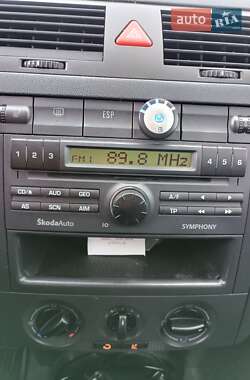 auto RIA
ESP
1 2 3 FM1 89.8 MHz 4 5 6
CD/a AUD GEO A/F
AS SCN AIM TP
ŠkodaAuto IO SYMPHONY